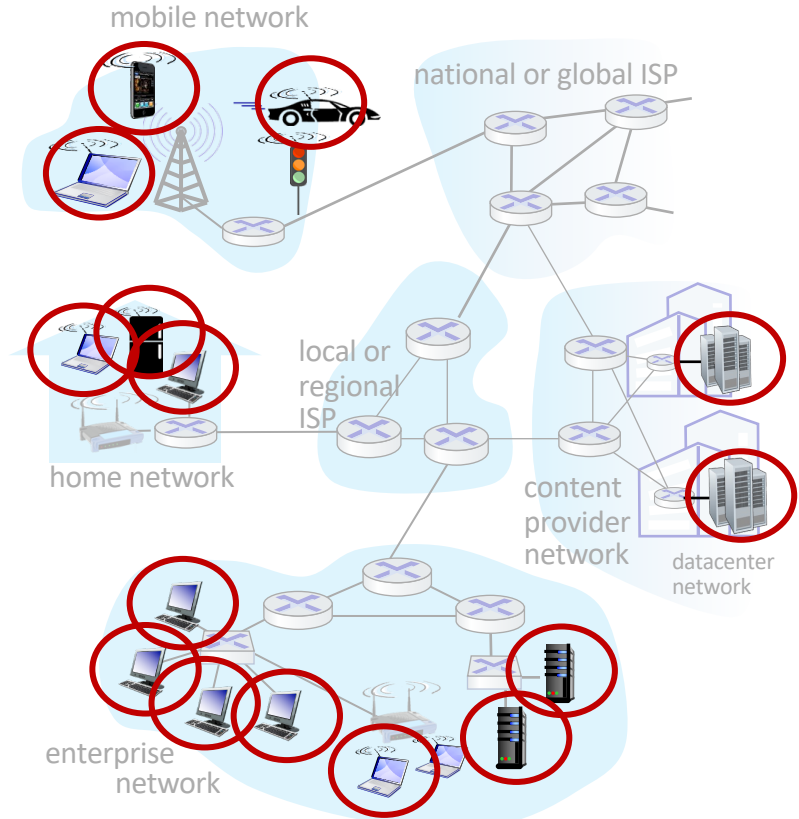 mobile network
national or global ISP
local or
regional
ISP
home network
content
provider
network
datacenter
network
enterprise
network